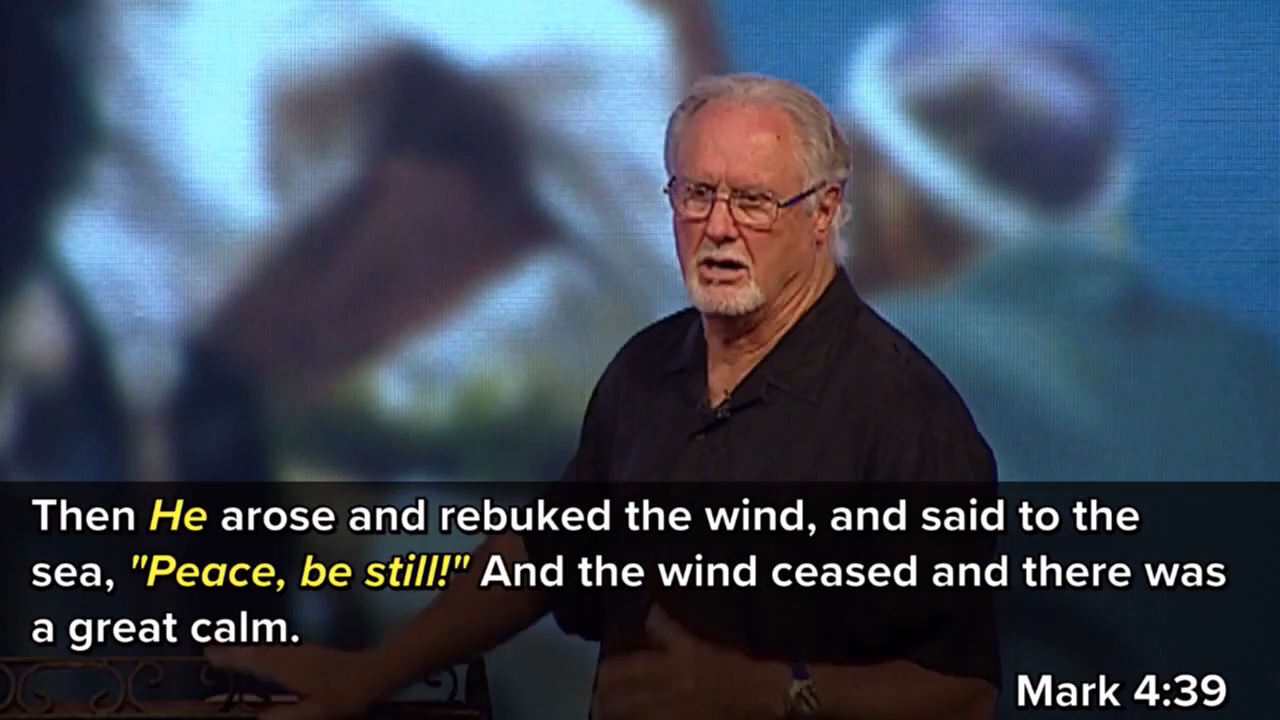 Then He arose and rebuked the wind, and said to the
sea, "Peace, be still!" And the wind ceased and there was
a great calm.
Mark 4:39